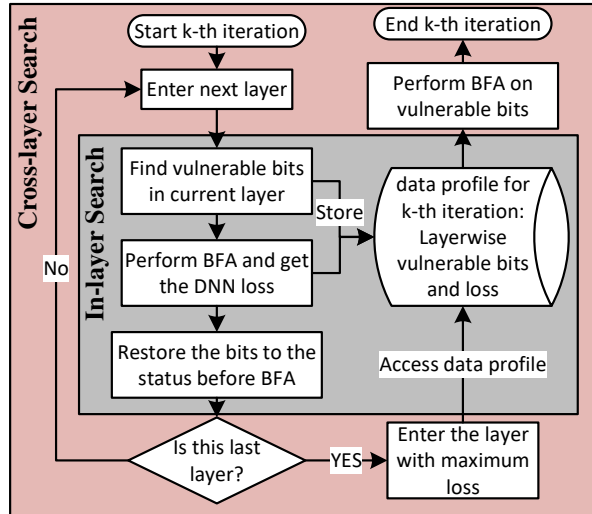 Cross-layer Search
Start k-th iteration
Enter next layer
In-layer Search
Find vulnerable bits
in current layer
Store
Perform BFA and get
the DNN loss
Restore the bits to the
status before BFA
No
Is this last
layer?
YES
Enter the layer
with maximum
loss
Access data profile
data profile for
k-th iteration:
Layerwise
vulnerable bits
and loss
Perform BFA on
vulnerable bits
End k-th iteration